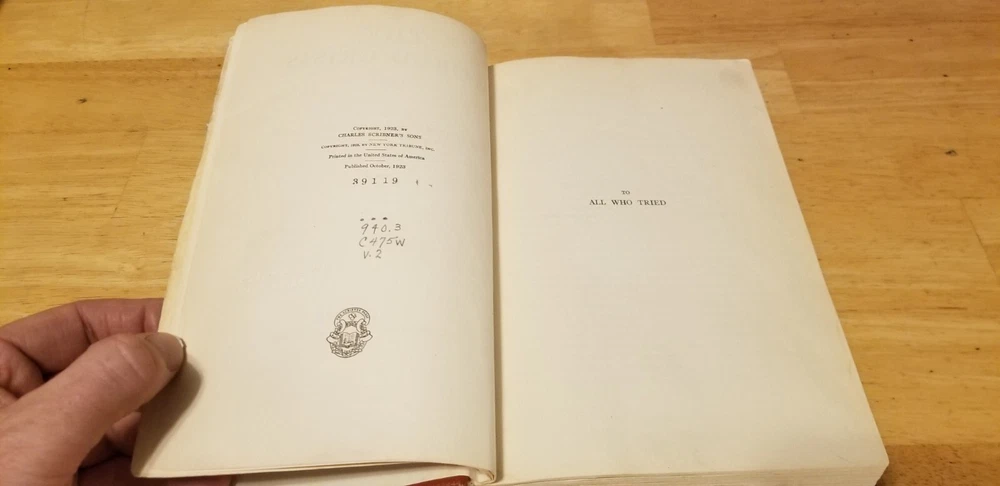 COPYRIGHT, 1923, BY
CHARLES SCRIBNER'S SONS
COPYRIGHT, BY NEW YORK TRIBUNE, INC.
Printed in the United States of America
Published October, 1923
39119
940.3
C475W
V.2
TO
ALL WHO TRIED